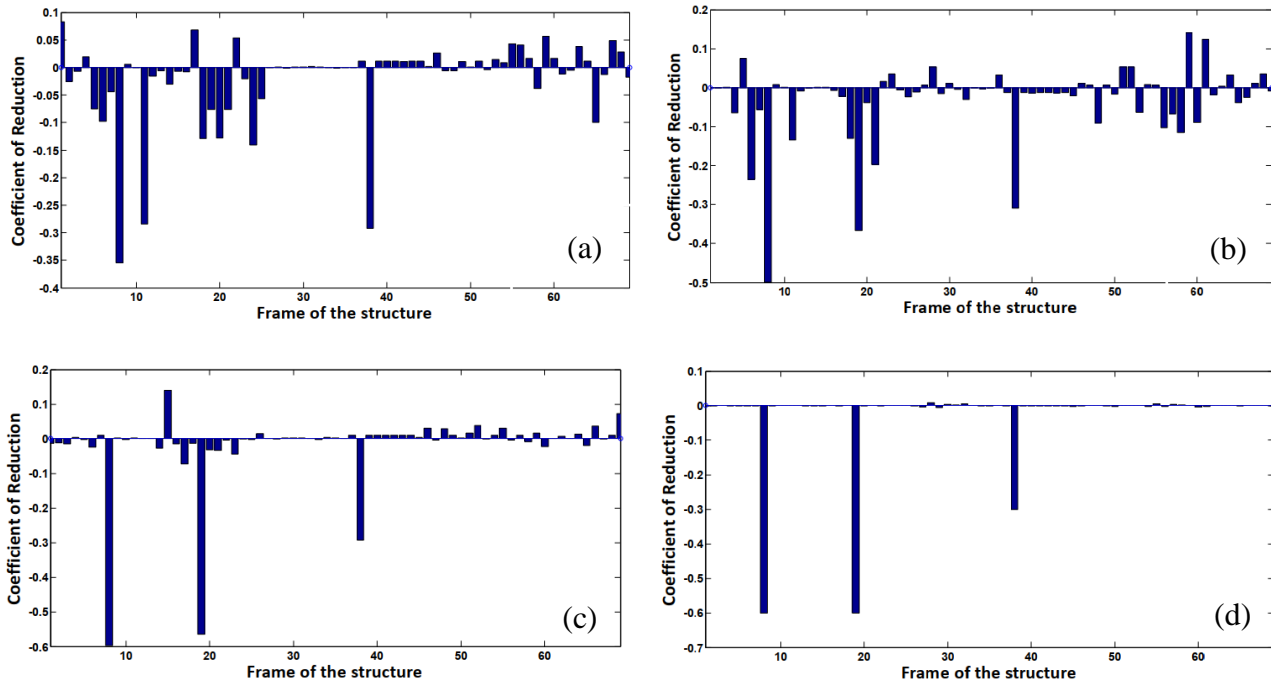 0.1
0.05
0
-0.05
-0.1
-0.15
-0.2
-0.25
-0.3
-0.35
-0.4
Coefficient of Reduction
10 20 30 40 50 60
Frame of the structure
(a)
0.2
0.1
0
-0.1
-0.2
-0.3
-0.4
-0.5
Coefficient of Reduction
10 20 30 40 50 60
Frame of the structure
(b)
0.2
0.1
0
-0.1
-0.2
-0.3
-0.4
-0.5
-0.6
Coefficient of Reduction
10 20 30 40 50 60
Frame of the structure
(c)
0.1
0
-0.1
-0.2
-0.3
-0.4
-0.5
-0.6
-0.7
Coefficient of Reduction
10 20 30 40 50 60
Frame of the structure
(d)